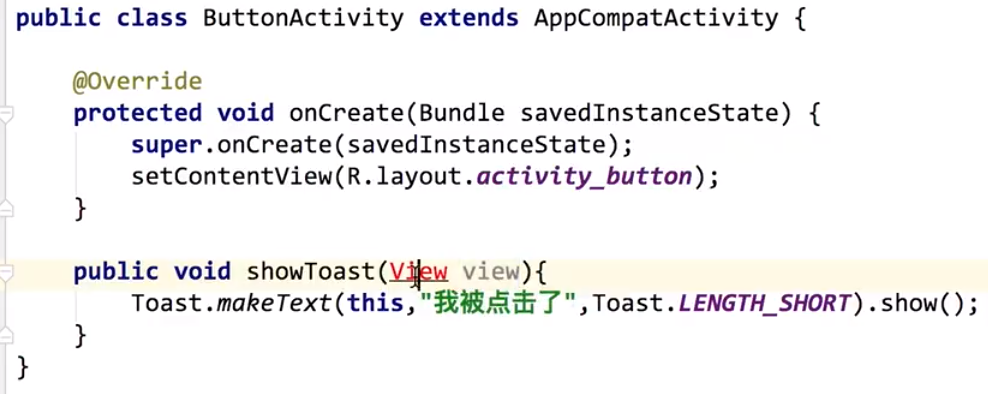 public class ButtonActivity extends AppCompatActivity {
@Override
protected void onCreate(Bundle savedInstanceState) {
super.onCreate(savedInstanceState);
setContentView(R.layout.activity_button);
}
public void showToast(View view){
Toast.makeText(this,"我被点击了",Toast.LENGTH_SHORT).show();
}
}